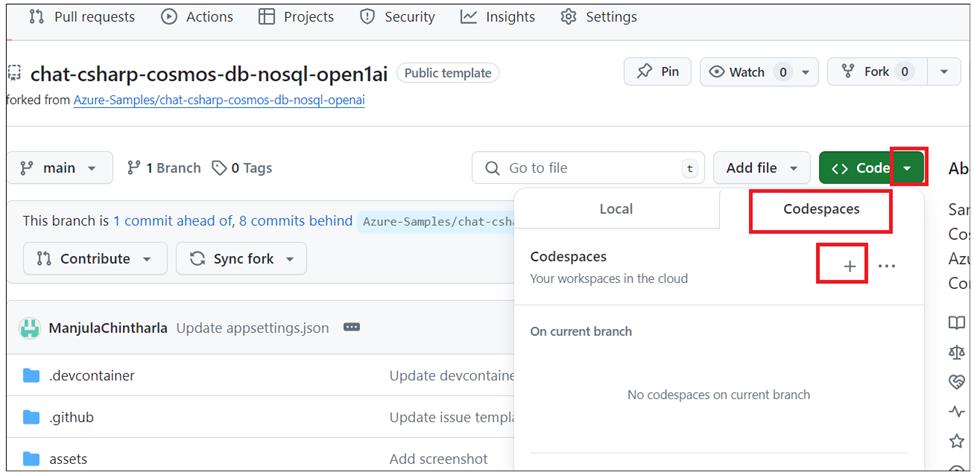 Pull requests Actions Projects Security Insights Settings
chat-csharp-cosmos-db-nosql-open1ai Public template Pin Watch 0 Fork 0
forked from Azure-Samples/chat-csharp-cosmos-db-nosql-openai
main 1 Branch 0 Tags Go to file t Add file <> Code Ab
Local Codespaces
This branch is 1 commit ahead of, 8 commits behind Azure-Samples/chat-csh
Contribute Sync fork
Codespaces
Your workspaces in the cloud
San
Cos
Azu
Co
On current branch
ManjulaChintharla Update appsettings.json
.devcontainer Update devcontaine
No codespaces on current branch
.github Update issue templa
assets Add screenshot